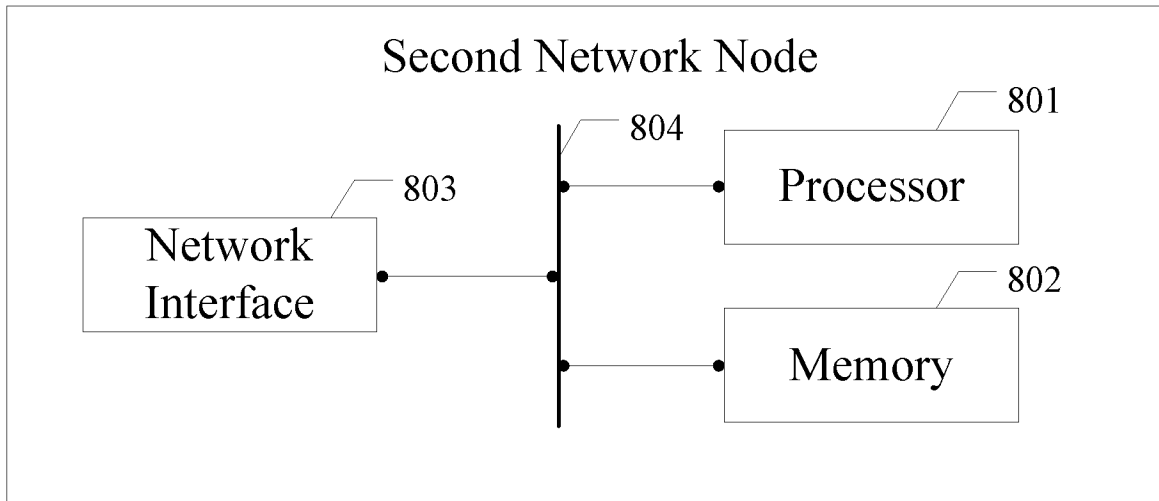 Second Network Node
801
804
Processor
803
Network
Interface
802
Memory